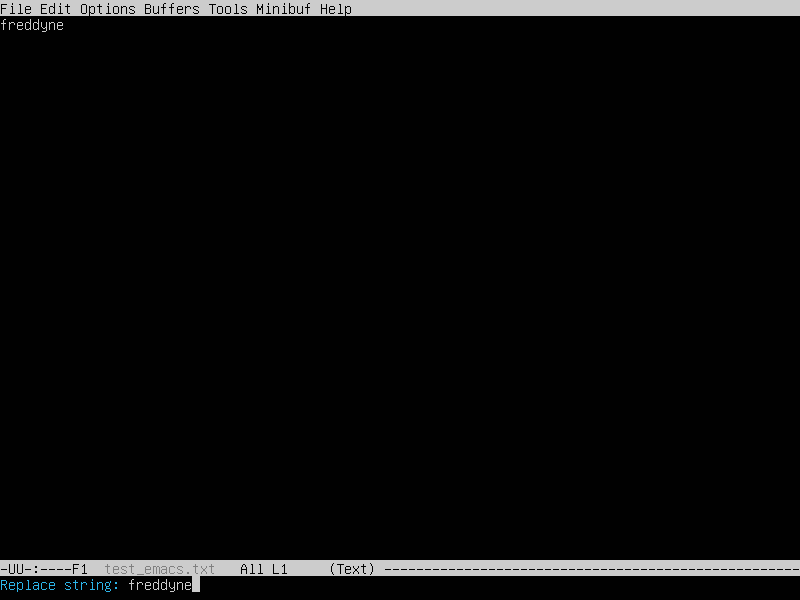 File Edit Options Buffers Tools Minibuf Help
freddyne
-UU-:----F1  test_emacs.txt   All L1     (Text) ----------------------------------------------------
Replace string: freddyne